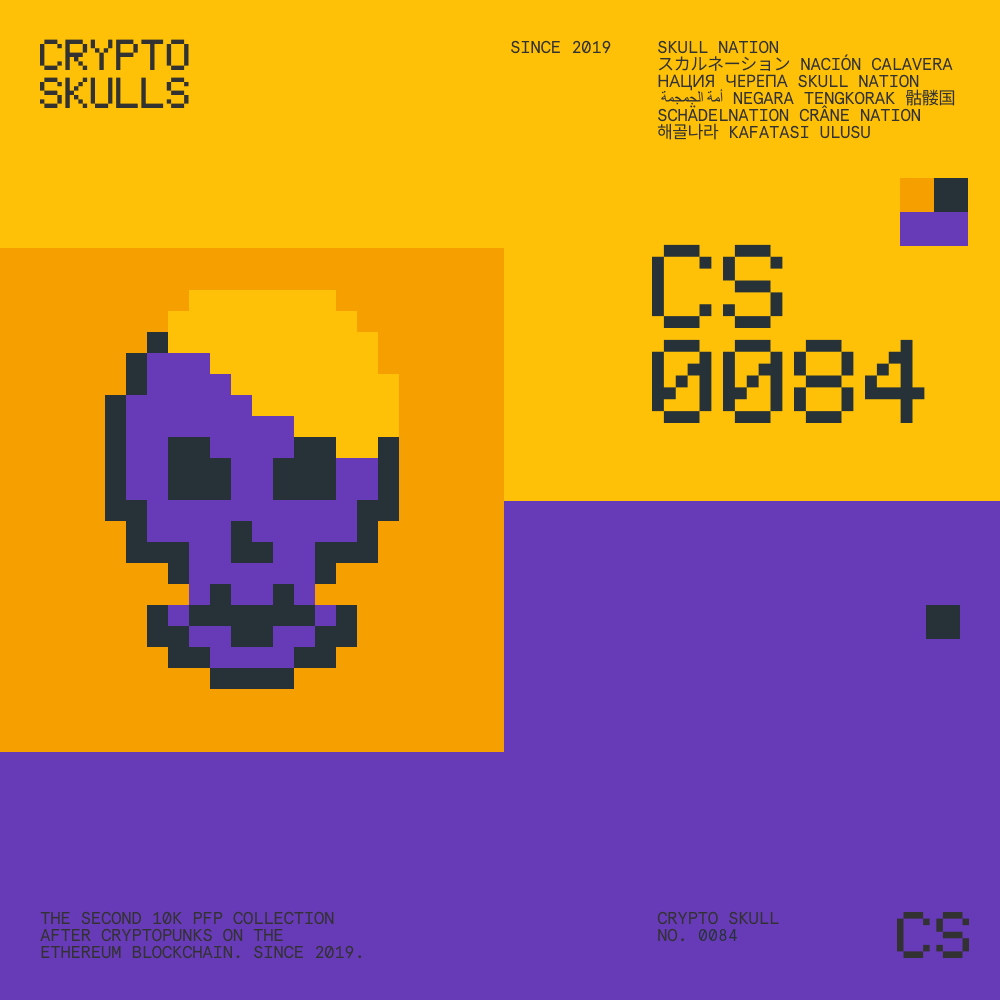 CRYPTO
SKULLS
SINCE 2019
SKULL NATION
スカルネーション NACIÓN CALAVERA
НАЦИЯ ЧЕРЕПА SKULL NATION
أمة الجمجمة NEGARA TENGKORAK 骷髅国
SCHÄDELNATION CRÂNE NATION
해골나라 KAFATASI ULUSU
CS
0084
THE SECOND 10K PFP COLLECTION
AFTER CRYPTOPUNKS ON THE
ETHEREUM BLOCKCHAIN. SINCE 2019.
CRYPTO SKULL
NO. 0084
CS